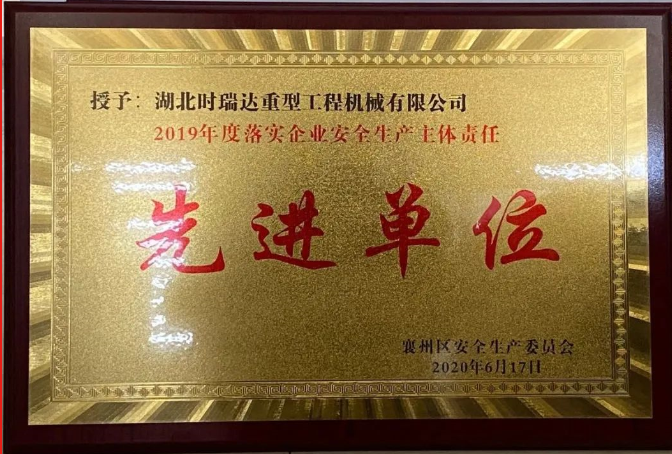 授予：湖北时瑞达重型工程机械有限公司
2019年度落实企业安全生产主体责任
先进单位
襄州区安全生产委员会
2020年6月17日